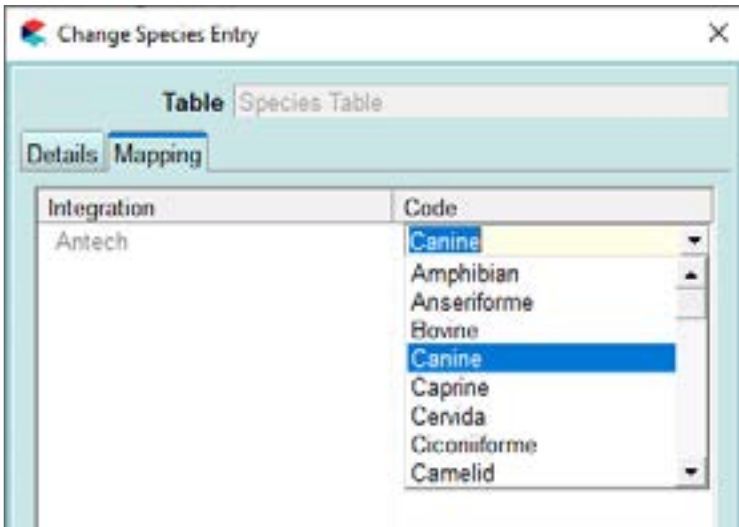 Change Species Entry
Table Species Table
Details Mapping
Integration Code
Antech Canine
Amphibian
Anseriforme
Bovine
Canine
Caprine
Cervida
Ciconiiforme
Camelid